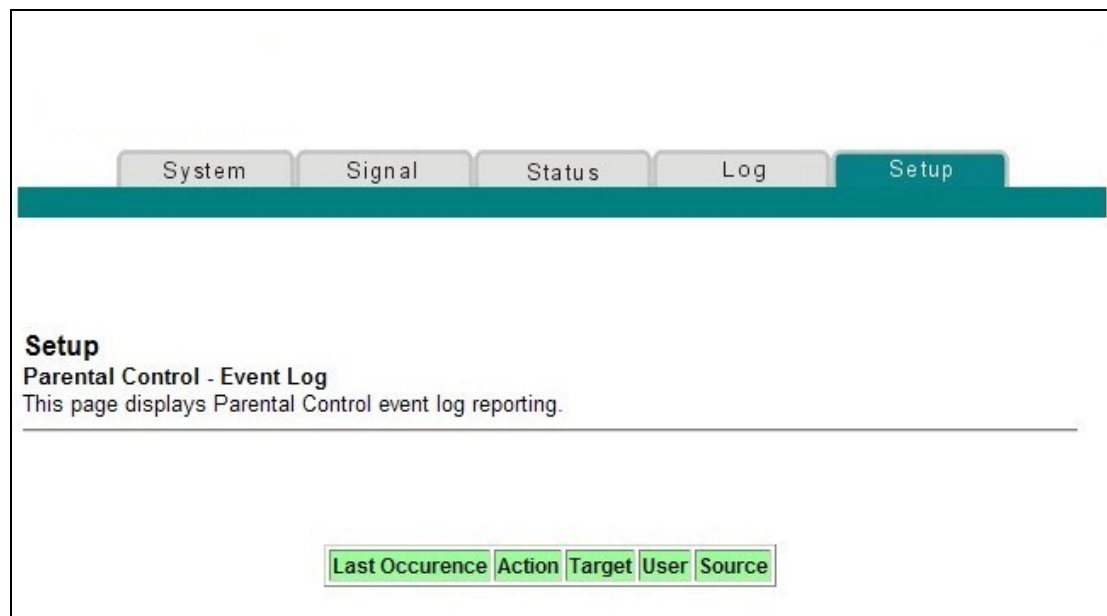 System Signal Status Log Setup
Setup
Parental Control - Event Log
This page displays Parental Control event log reporting.
Last Occurence Action Target User Source